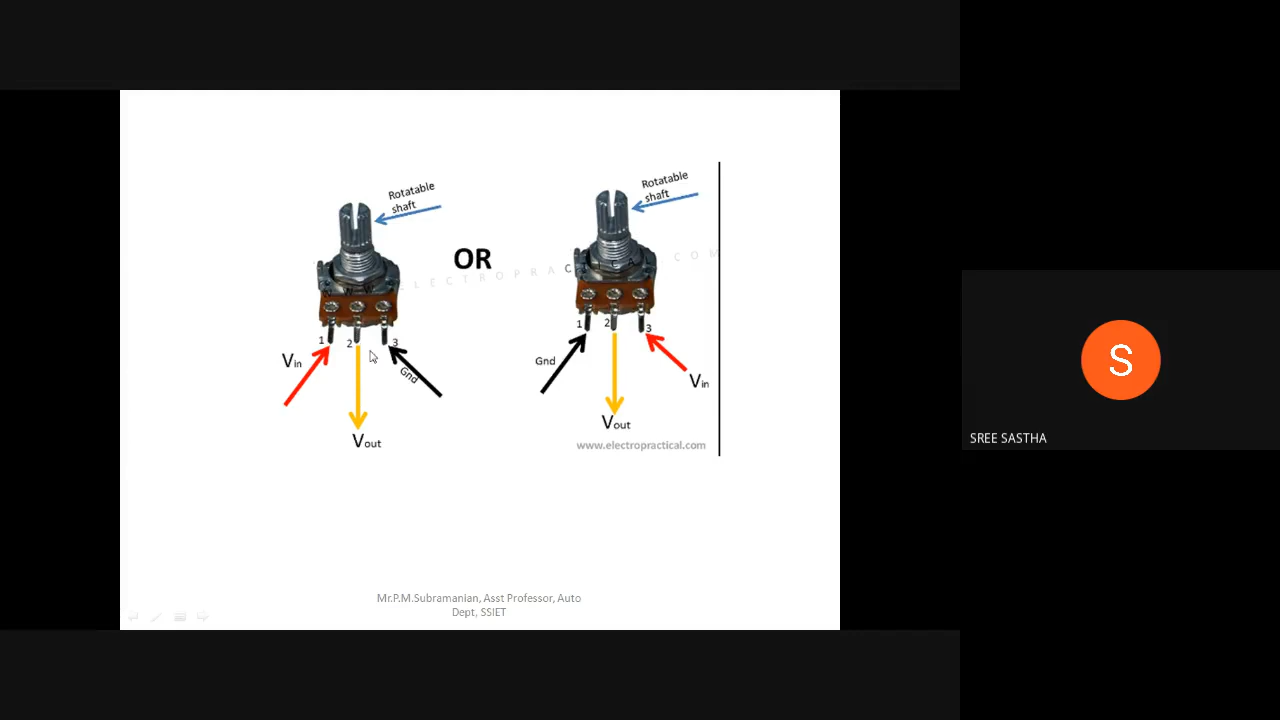 Rotatable
shaft
OR
1
2
3
Vin
Gnd
Vout
Rotatable
shaft
1
2
3
Gnd
Vin
Vout
www.electropractical.com
Mr.P.M.Subramanian, Asst Professor, Auto
Dept, SSIET
S
SREE SASTHA